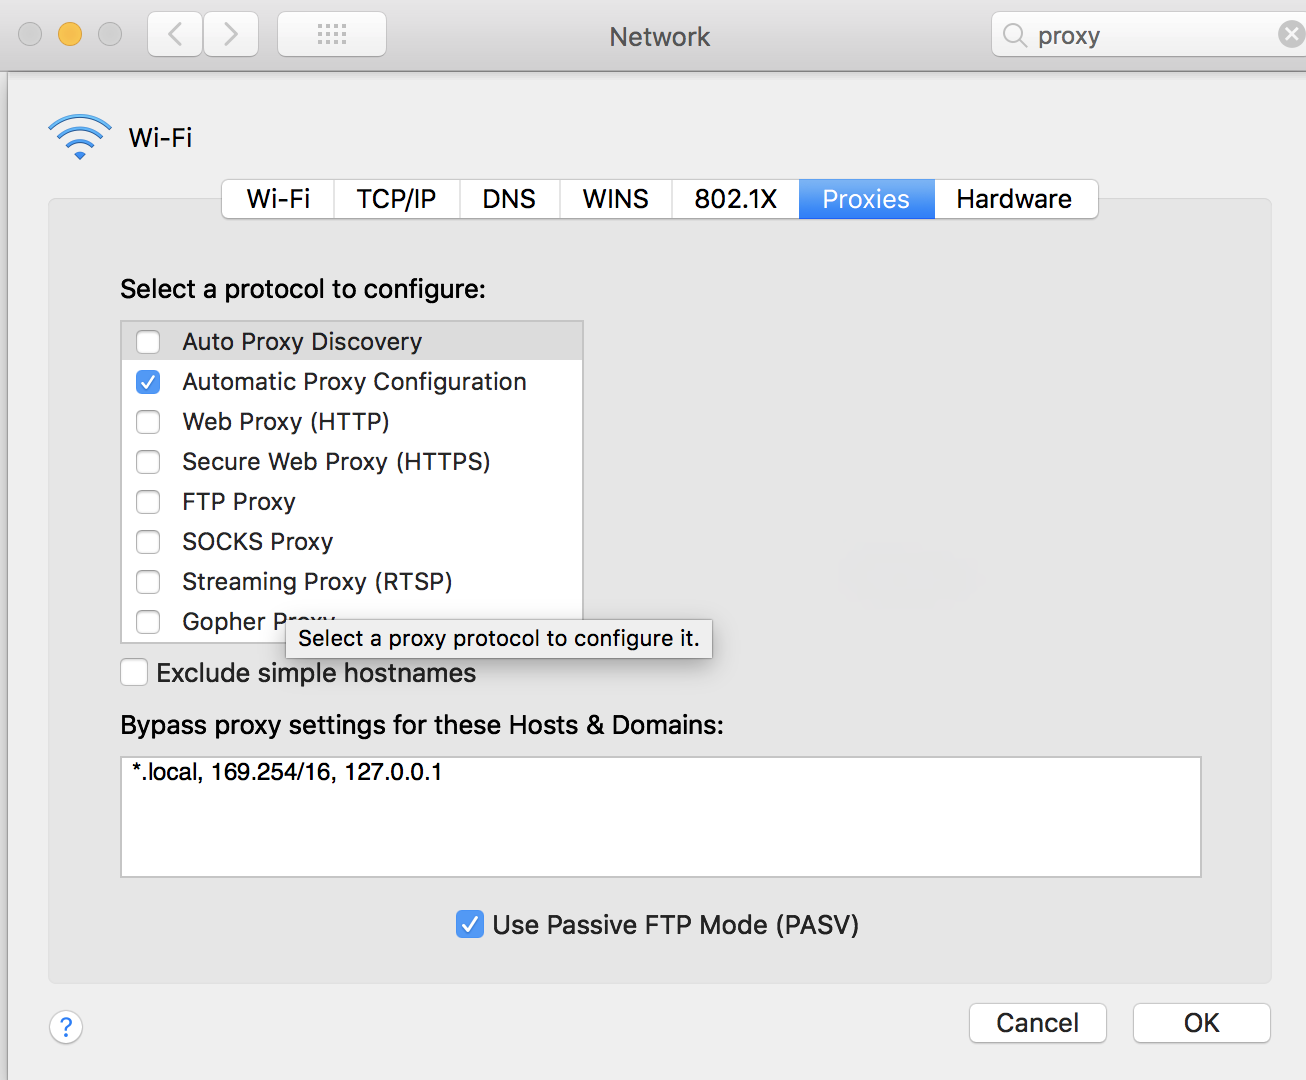 Network
proxy
Wi-Fi
Wi-Fi TCP/IP DNS WINS 802.1X Proxies Hardware
Select a protocol to configure:
Auto Proxy Discovery
Automatic Proxy Configuration
Web Proxy (HTTP)
Secure Web Proxy (HTTPS)
FTP Proxy
SOCKS Proxy
Streaming Proxy (RTSP)
Gopher Proxy
Select a proxy protocol to configure it.
Exclude simple hostnames
Bypass proxy settings for these Hosts & Domains:
*.local, 169.254/16, 127.0.0.1
Use Passive FTP Mode (PASV)
?
Cancel OK